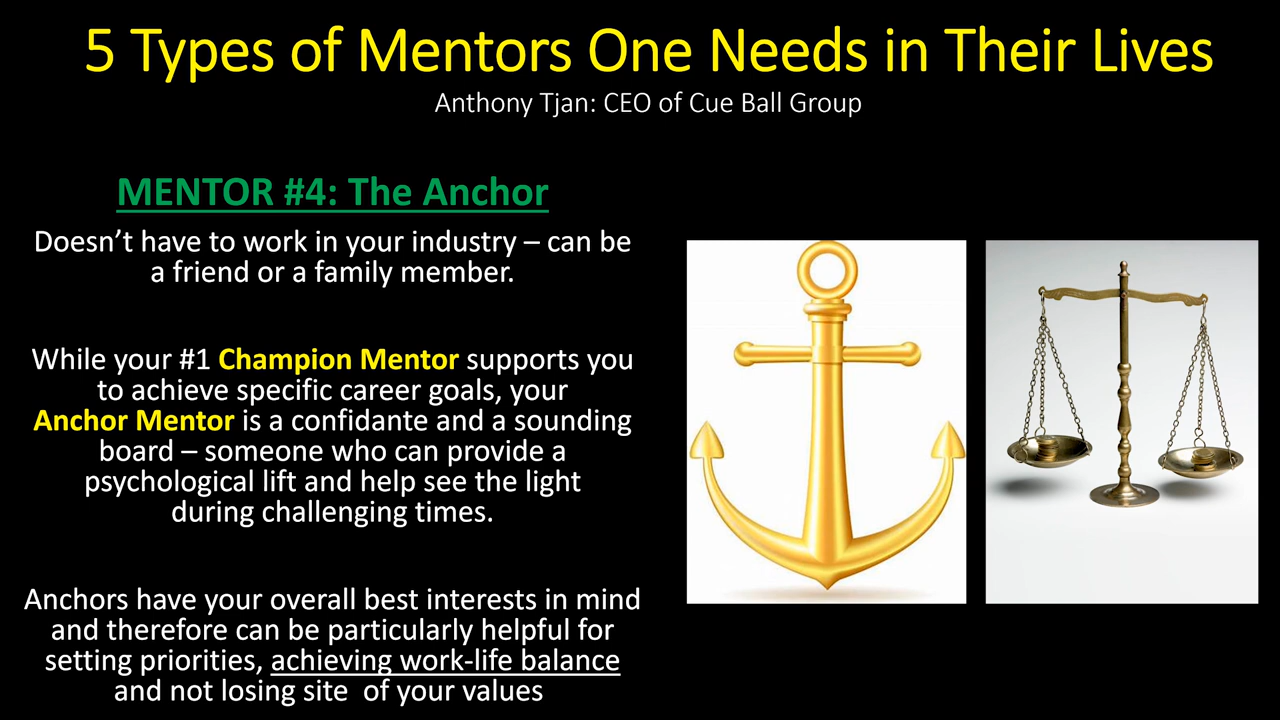 5 Types of Mentors One Needs in Their Lives
Anthony Tjan: CEO of Cue Ball Group
MENTOR #4: The Anchor
Doesn’t have to work in your industry – can be
a friend or a family member.
While your #1 Champion Mentor supports you
to achieve specific career goals, your
Anchor Mentor is a confidante and a sounding
board – someone who can provide a
psychological lift and help see the light
during challenging times.
Anchors have your overall best interests in mind
and therefore can be particularly helpful for
setting priorities, achieving work-life balance
and not losing site  of your values